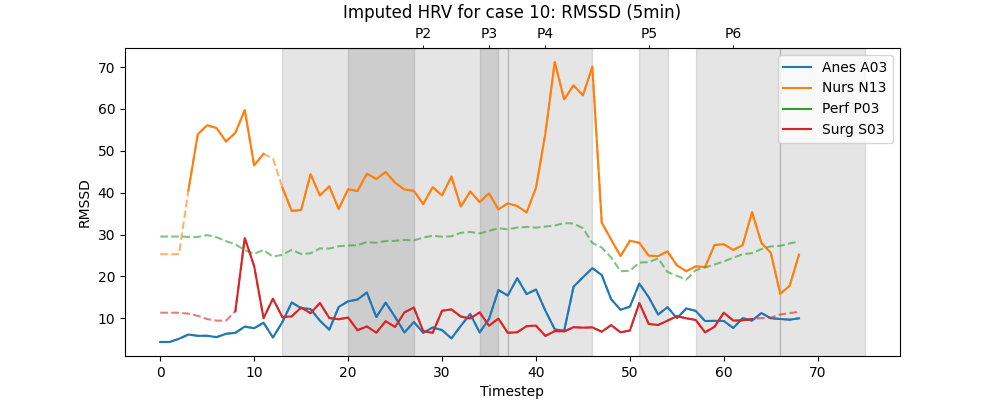 Imputed HRV for case 10: RMSSD (5min)
P2 P3 P4 P5 P6
Anes A03
Nurs N13
Perf P03
Surg S03
RMSSD
70
60
50
40
30
20
10
0 10 20 30 40 50 60 70
Timestep